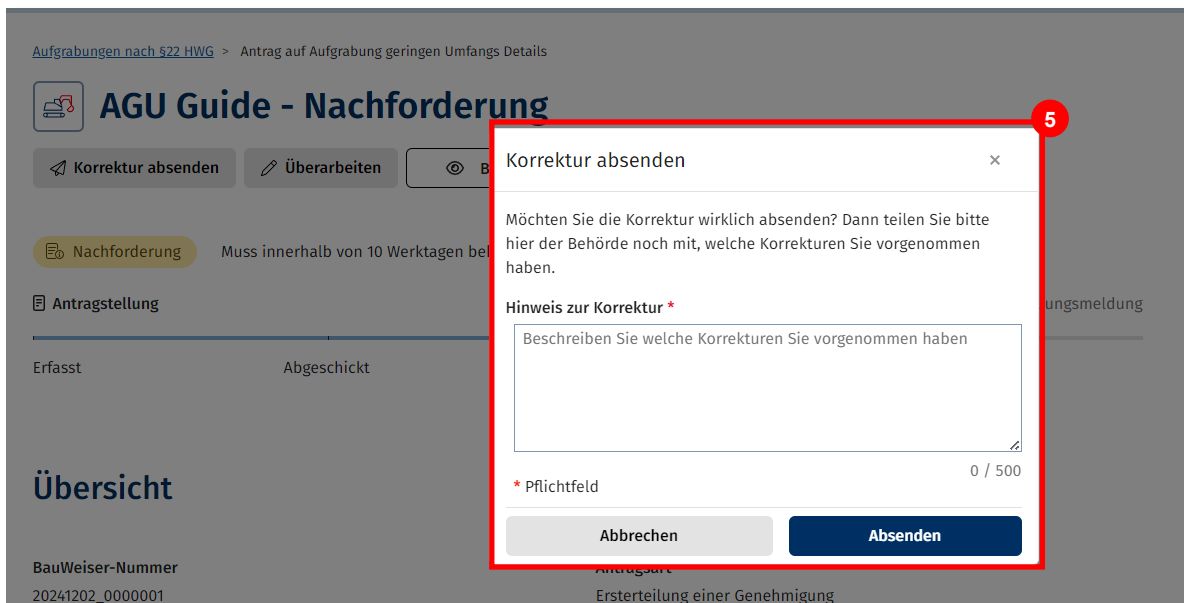 Aufgrabungen nach §22 HWG > Antrag auf Aufgrabung geringen Umfangs Details
AGU Guide - Nachforderung
5
Korrektur absenden
Überarbeiten
B
Korrektur absenden
×
Möchten Sie die Korrektur wirklich absenden? Dann teilen Sie bitte
hier der Behörde noch mit, welche Korrekturen Sie vorgenommen
haben.
Nachforderung
Muss innerhalb von 10 Werktagen be
Hinweis zur Korrektur *
Antragstellung
ungsmeldung
Beschreiben Sie welche Korrekturen Sie vorgenommen haben
Erfasst
Abgeschickt
0 / 500
* Pflichtfeld
Übersicht
Abbrechen
Absenden
BauWeiser-Nummer
Antragsart
20241202_0000001
Ersterteilung einer Genehmigung